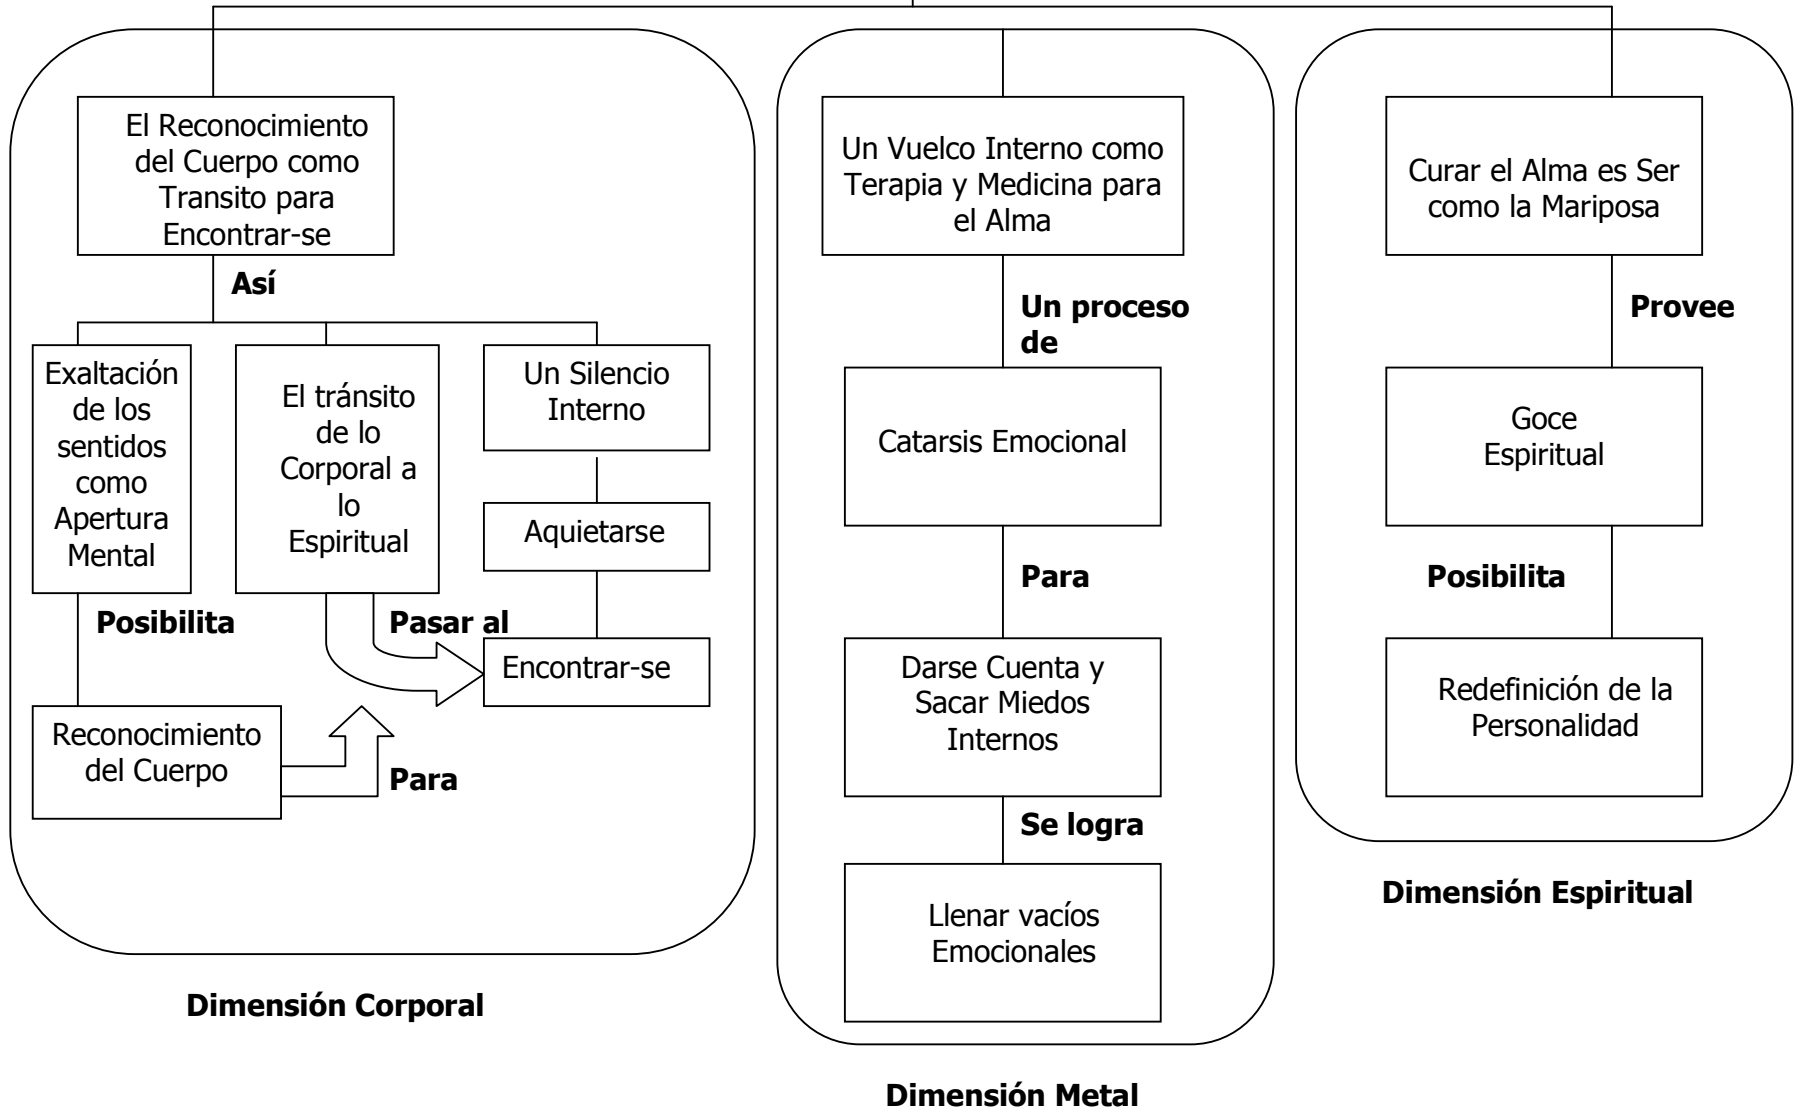 El Reconocimiento
del Cuerpo como
Transito para
Encontrar-se
Así
Exaltación
de los
sentidos
como
Apertura
Mental
El tránsito
de lo
Corporal a
lo
Espiritual
Un Silencio
Interno
Aquietarse
Posibilita
Pasar al
Encontrar-se
Reconocimiento
del Cuerpo
Para
Dimensión Corporal
Un Vuelco Interno como
Terapia y Medicina para
el Alma
Un proceso
de
Catarsis Emocional
Para
Darse Cuenta y
Sacar Miedos
Internos
Se logra
Llenar vacíos
Emocionales
Dimensión Metal
Curar el Alma es Ser
como la Mariposa
Provee
Goce
Espiritual
Posibilita
Redefinición de la
Personalidad
Dimensión Espiritual